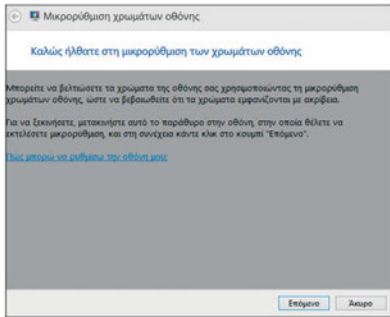 Μικρορύθμιση χρωμάτων οθόνης
Καλώς ήλθατε στη μικρορύθμιση των χρωμάτων οθόνης
Μπορείτε να βελτιώσετε τα χρώματα της οθόνης σας χρησιμοποιώντας τη μικρορύθμιση
χρωμάτων οθόνης, ώστε να βεβαιωθείτε ότι τα χρώματα εμφανίζονται με ακρίβεια.
Για να ξεκινήσετε, μετακινήστε αυτό το παράθυρο στην οθόνη, στην οποία θέλετε να
εκτελέσετε μικρορύθμιση, και στη συνέχεια κάντε κλικ στο κουμπί "Επόμενο".
Πώς μπορώ να ρυθμίσω την οθόνη μου;
Επόμενο Άκυρο